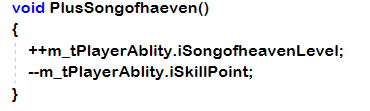 void PlusSongofhaeven()
{
++m_tPlayerAblity.iSongofheavenLevel;
--m_tPlayerAblity.iSkillPoint;
}